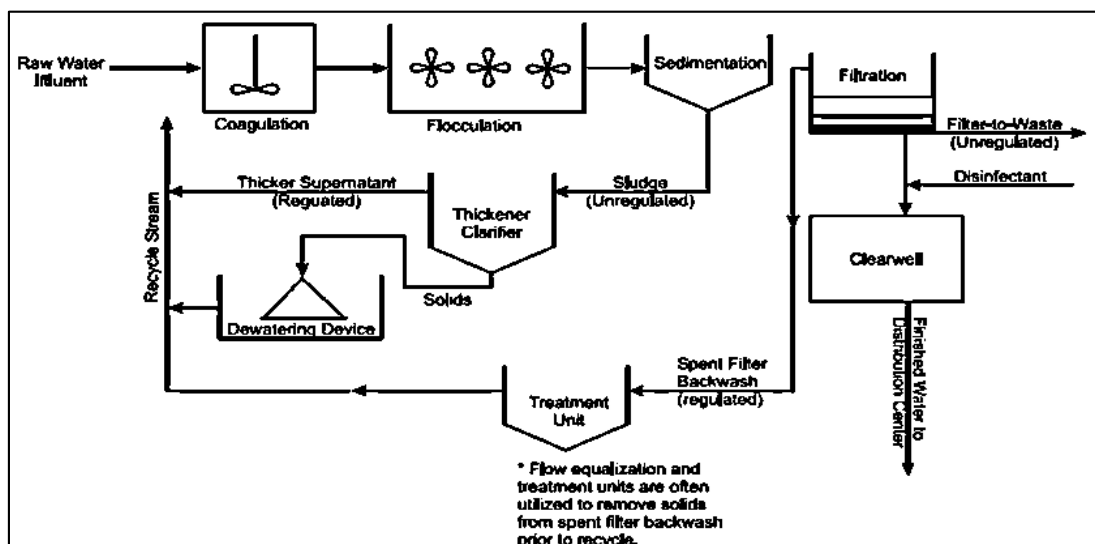 Raw Water
Influent
Coagulation
Flocculation
Sedimentation
Filtration
Filter-to-Waste
(Unregulated)
Disinfectant
Thicker Supernatant
(Reguated)
Thickener
Clarifier
Sludge
(Unregulated)
Clearwell
Recycle Stream
Solids
Dewatering Device
Spent Filter
Backwash
(regulated)
Treatment
Unit
Finished Water to
Distribution Center
* Flow equalization and
treatment units are often
utilized to remove solids
from spent filter backwash
prior to recycle.